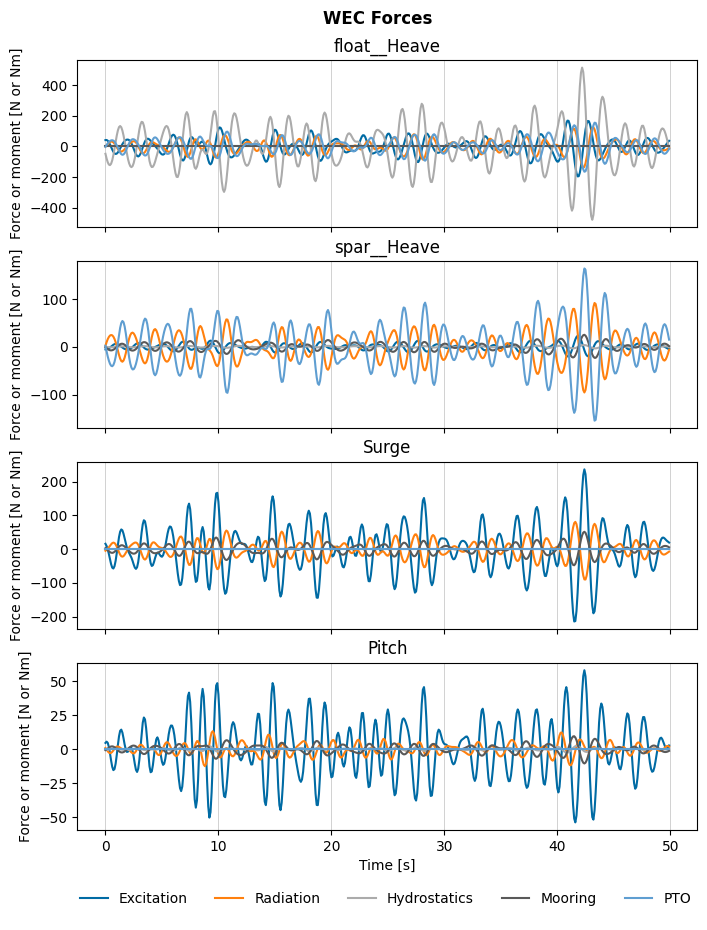 WEC Forces
float__Heave
Force or moment [N or Nm]
400
200
0
−200
−400
spar__Heave
Force or moment [N or Nm]
100
0
−100
Surge
Force or moment [N or Nm]
200
100
0
−100
−200
Pitch
Force or moment [N or Nm]
50
25
0
−25
−50
0 10 20 30 40 50
Time [s]
Excitation Radiation Hydrostatics Mooring PTO